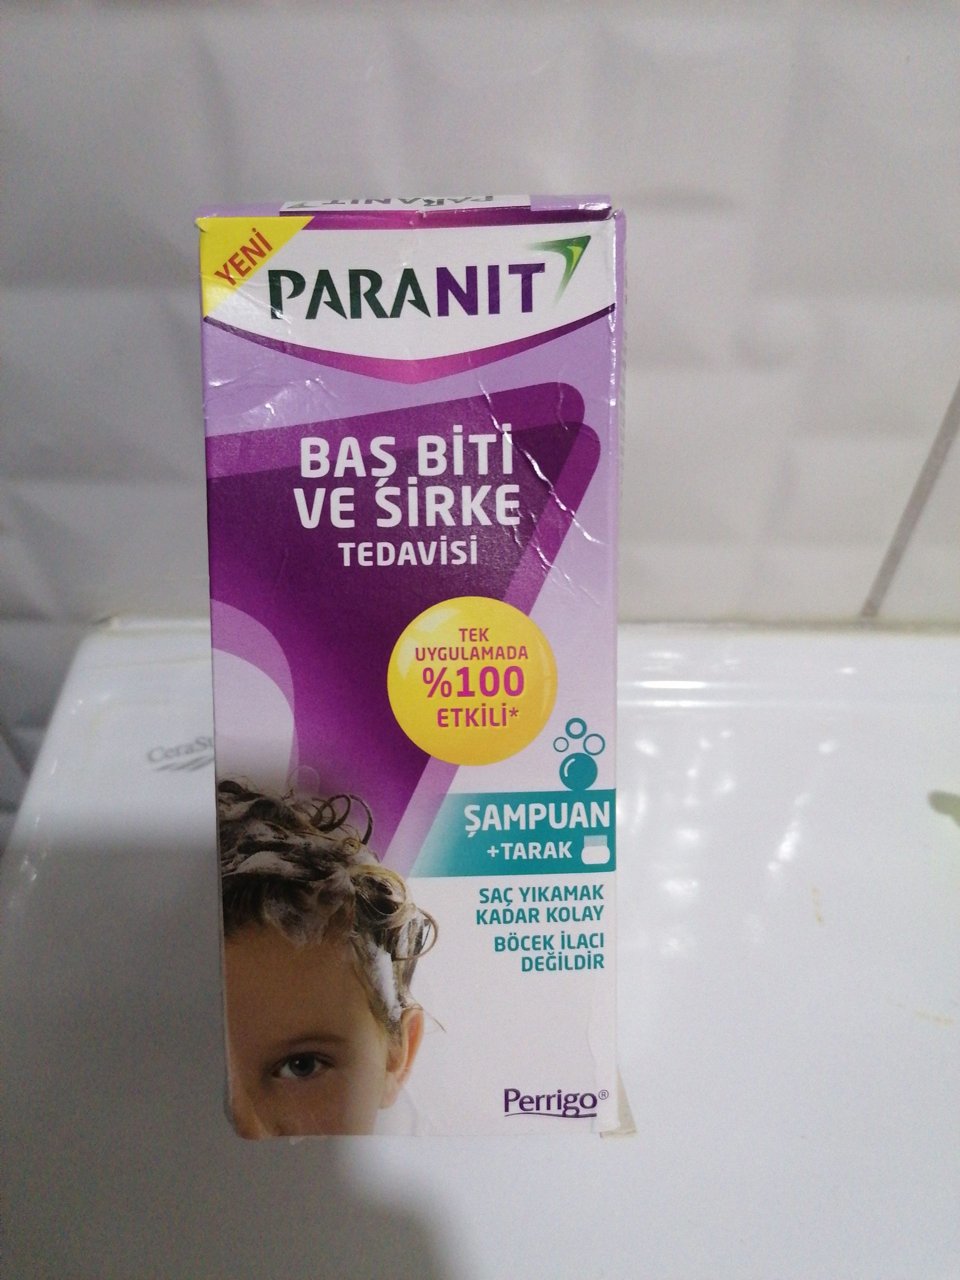 PARANIT
YENİ
PARANIT
BAŞ BİTİ
VE SİRKE
TEDAVİSİ
TEK
UYGULAMADA
%100
ETKİLİ*
ŞAMPUAN
+TARAK
SAÇ YIKAMAK
KADAR KOLAY
BÖCEK İLACI
DEĞİLDİR
Perrigo®